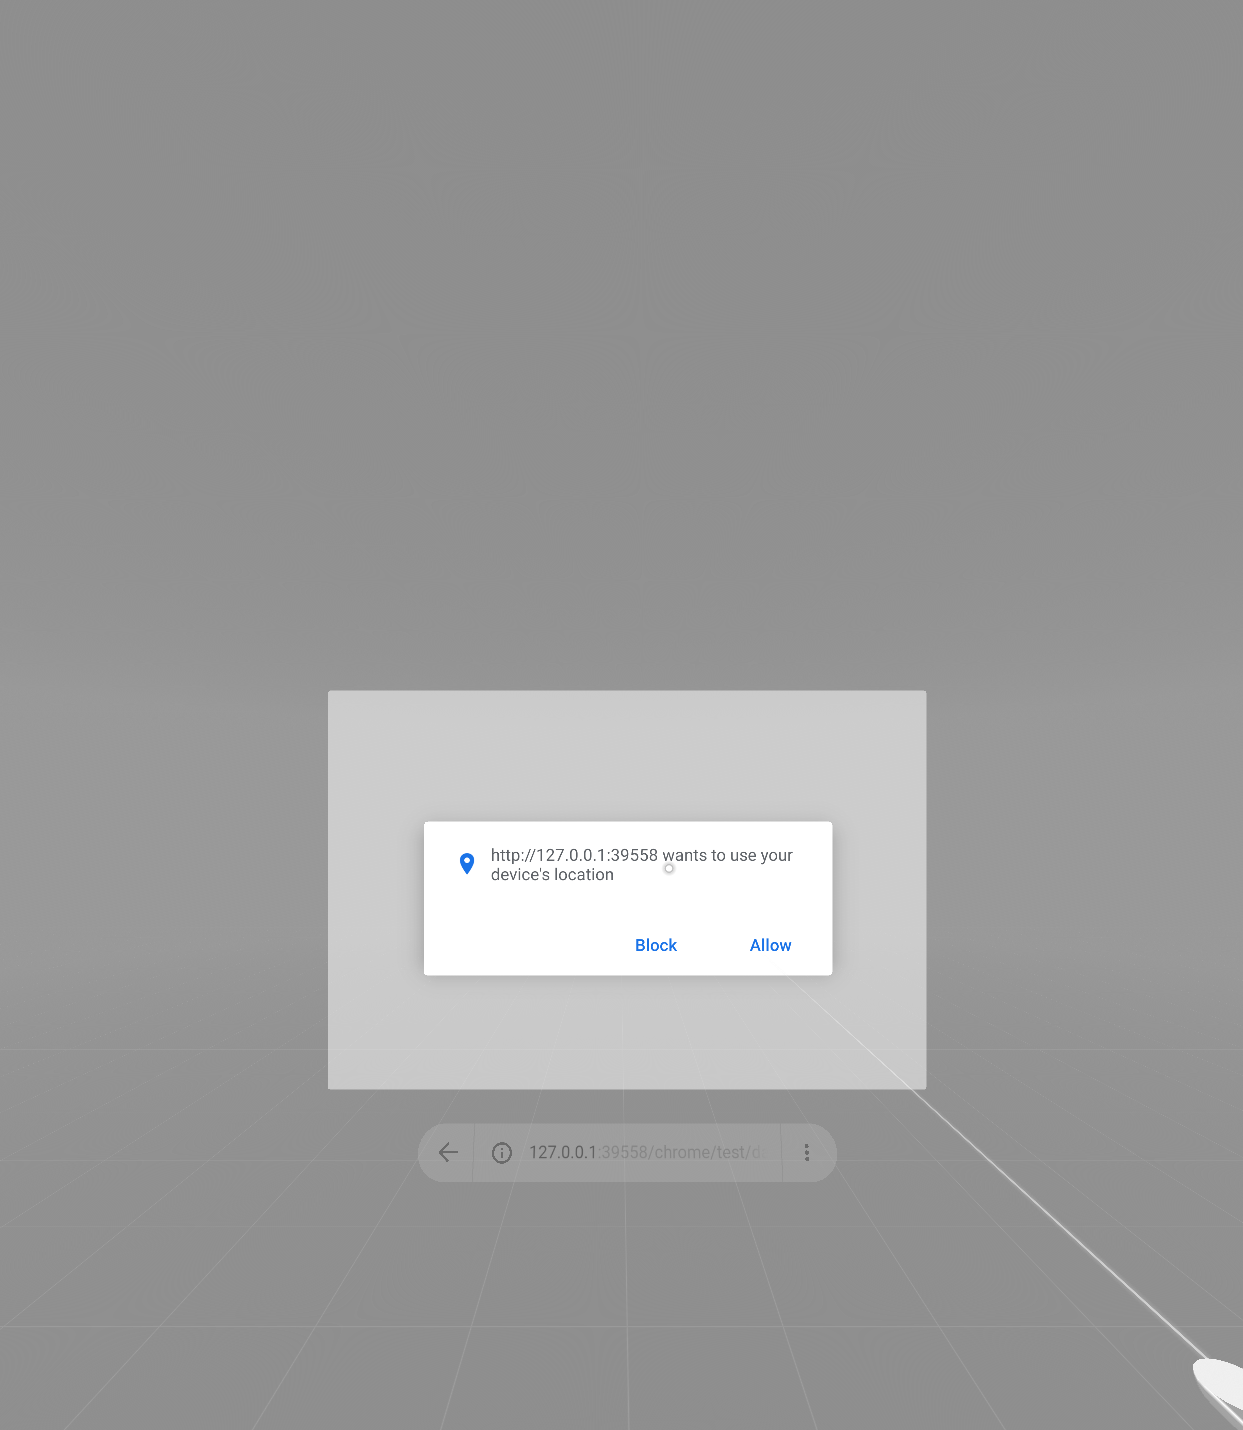 http://127.0.0.1:39558 wants to use your
device's location
Block Allow
127.0.0.1:39558/chrome/test/d